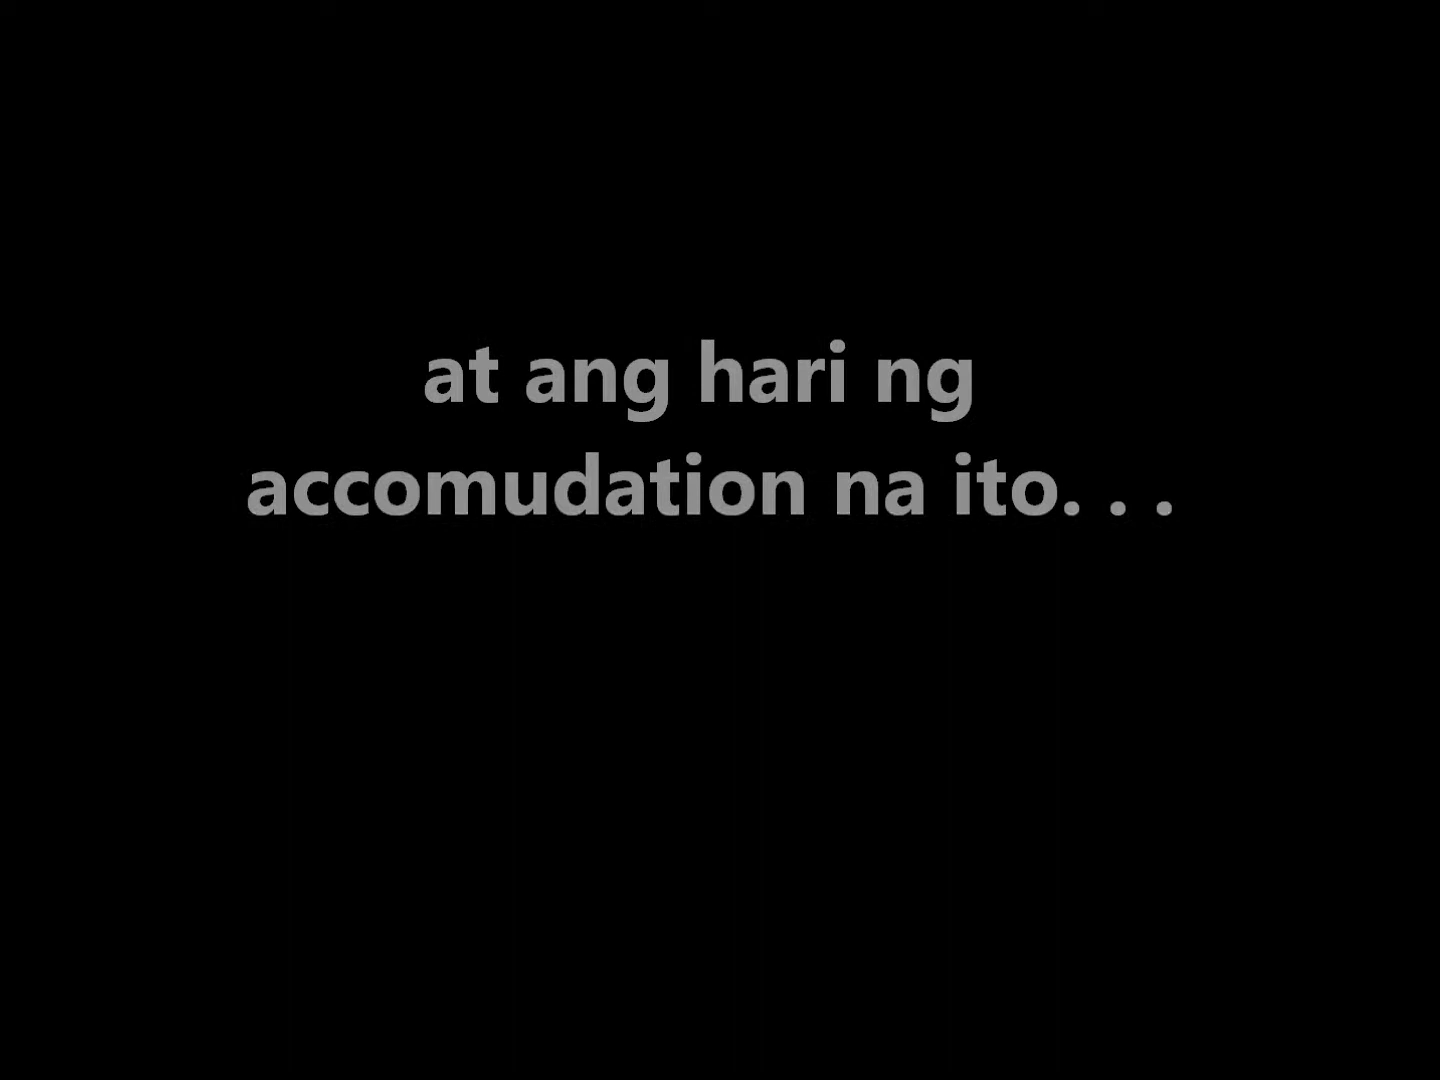 at ang hari ng
accomudation na ito. . .